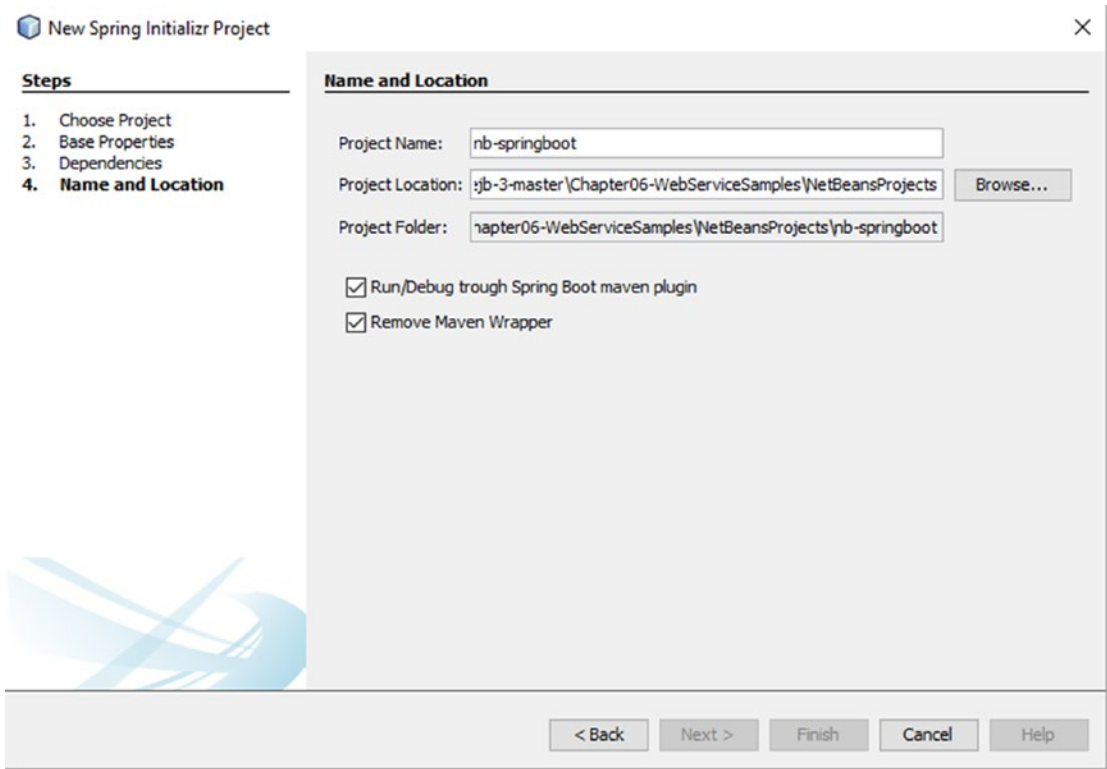 New Spring Initializr Project
Steps
1. Choose Project
2. Base Properties
3. Dependencies
4. Name and Location
Name and Location
Project Name: nb-springboot
Project Location: ejb-3-master\Chapter06-WebServiceSamples\NetBeansProjects Browse...
Project Folder: hapter06-WebServiceSamples\NetBeansProjects\nb-springboot
Run/Debug trough Spring Boot maven plugin
Remove Maven Wrapper
< Back Next > Finish Cancel Help